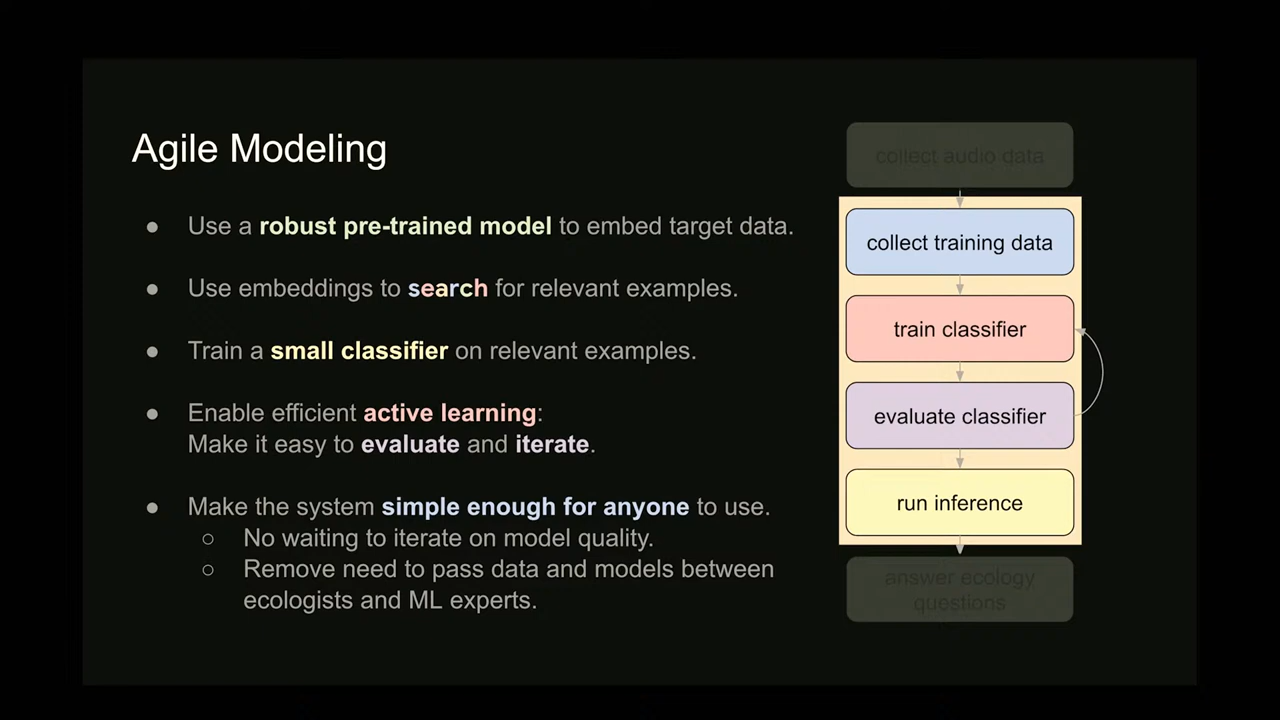 Agile Modeling
● Use a robust pre-trained model to embed target data.
● Use embeddings to search for relevant examples.
● Train a small classifier on relevant examples.
● Enable efficient active learning:
Make it easy to evaluate and iterate.
● Make the system simple enough for anyone to use.
○ No waiting to iterate on model quality.
○ Remove need to pass data and models between
ecologists and ML experts.
collect audio data
collect training data
train classifier
evaluate classifier
run inference
answer ecology
questions